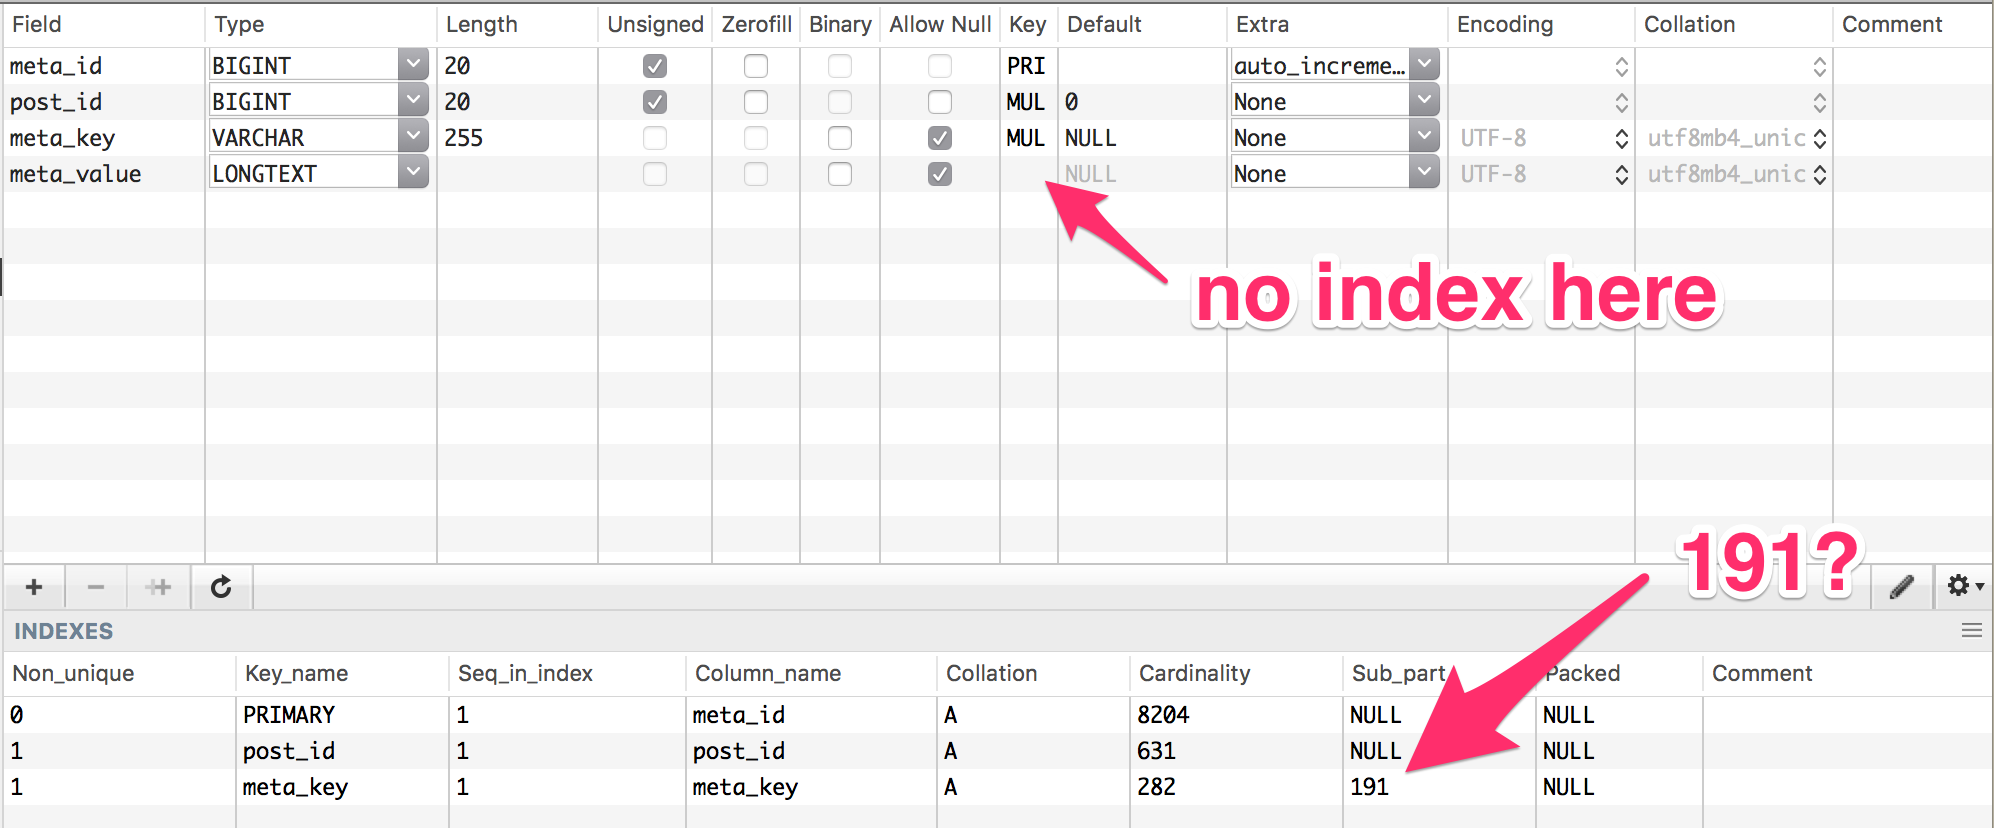 Field Type Length Unsigned Zerofill Binary Allow Null Key Default Extra Encoding Collation Comment
meta_id BIGINT 20 PRI auto_increme...
post_id BIGINT 20 MUL 0 None
meta_key VARCHAR 255 MUL NULL None UTF-8 utf8mb4_unic
meta_value LONGTEXT NULL None UTF-8 utf8mb4_unic
no index here
191?
INDEXES
Non_unique Key_name Seq_in_index Column_name Collation Cardinality Sub_part Packed Comment
0 PRIMARY 1 meta_id A 8204 NULL NULL
1 post_id 1 post_id A 631 NULL NULL
1 meta_key 1 meta_key A 282 191 NULL